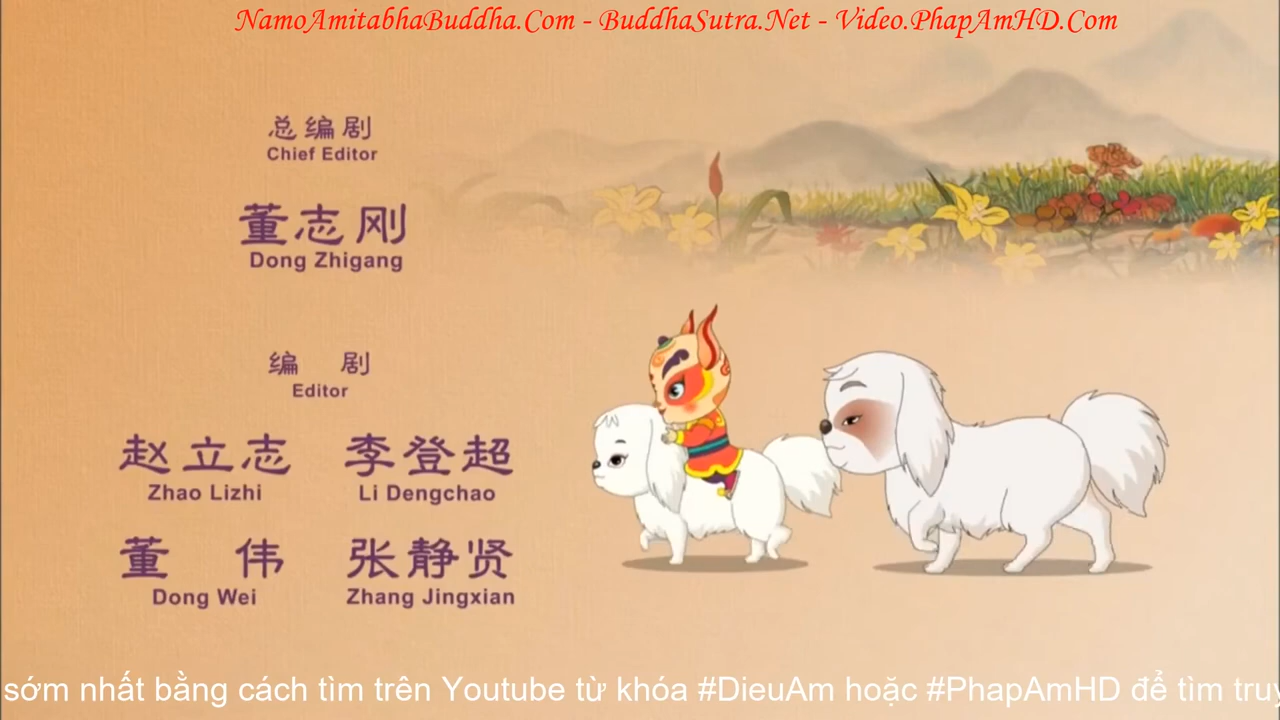 NamoAmitabhaBuddha.Com - BuddhaSutra.Net - Video.PhapAmHD.Com
总编剧
Chief Editor
董志刚
Dong Zhigang
编 剧
Editor
赵立志 李登超
Zhao Lizhi Li Dengchao
董 伟 张静贤
Dong Wei Zhang Jingxian
sớm nhất bằng cách tìm trên Youtube từ khóa #DieuAm hoặc #PhapAmHD để tìm truy